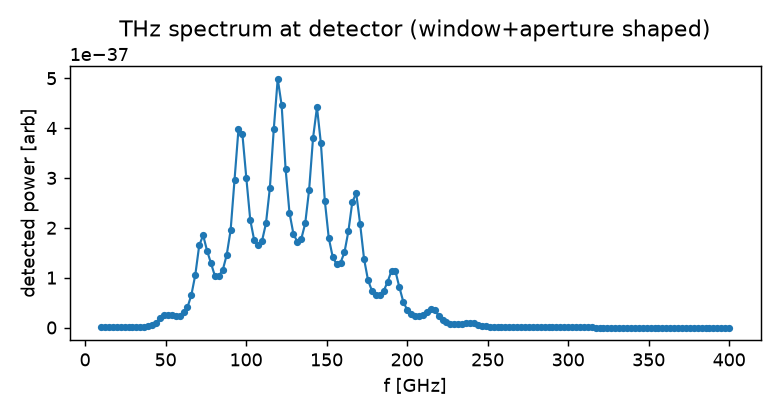 THz spectrum at detector (window+aperture shaped)
1e−37
5
4
3
2
1
0
detected power [arb]
0 50 100 150 200 250 300 350 400
f [GHz]